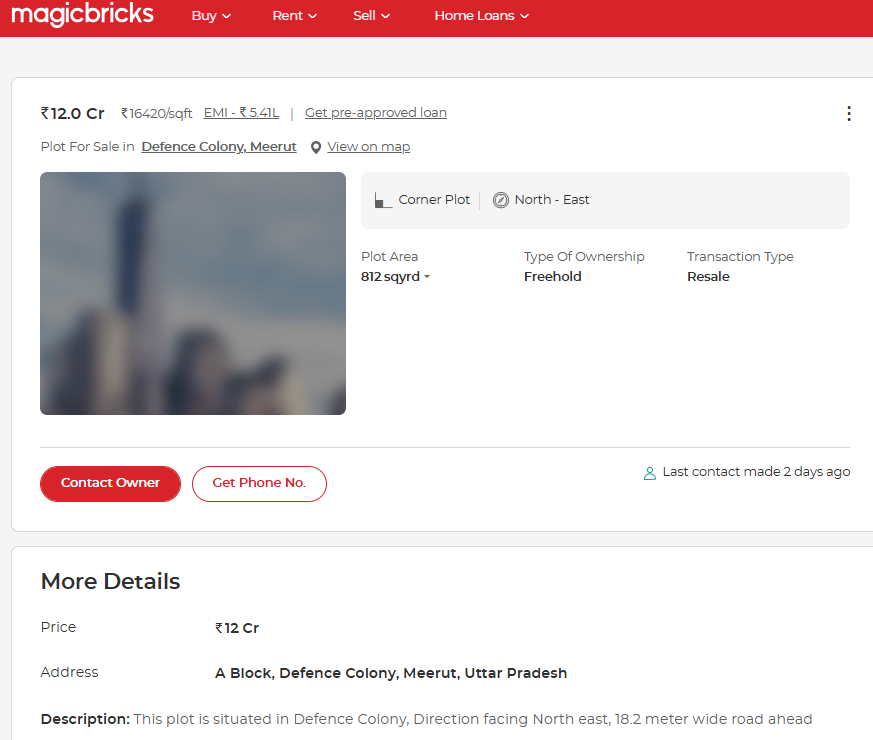 magicbricks Buy Rent Sell Home Loans
₹12.0 Cr ₹16420/sqft EMI - ₹ 5.41L | Get pre-approved loan
Plot For Sale in Defence Colony, Meerut View on map
Corner Plot North - East
Plot Area Type Of Ownership Transaction Type
812 sqyrd Freehold Resale
Contact Owner Get Phone No. Last contact made 2 days ago
More Details
Price ₹12 Cr
Address A Block, Defence Colony, Meerut, Uttar Pradesh
Description: This plot is situated in Defence Colony, Direction facing North east, 18.2 meter wide road ahead